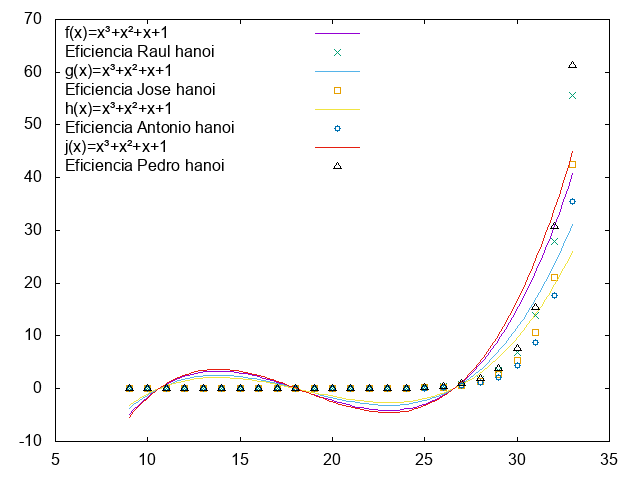 70
60
50
40
30
20
10
0
-10
5
10
15
20
25
30
35
f(x)=x³+x²+x+1
Eficiencia Raul hanoi
g(x)=x³+x²+x+1
Eficiencia Jose hanoi
h(x)=x³+x²+x+1
Eficiencia Antonio hanoi
j(x)=x³+x²+x+1
Eficiencia Pedro hanoi